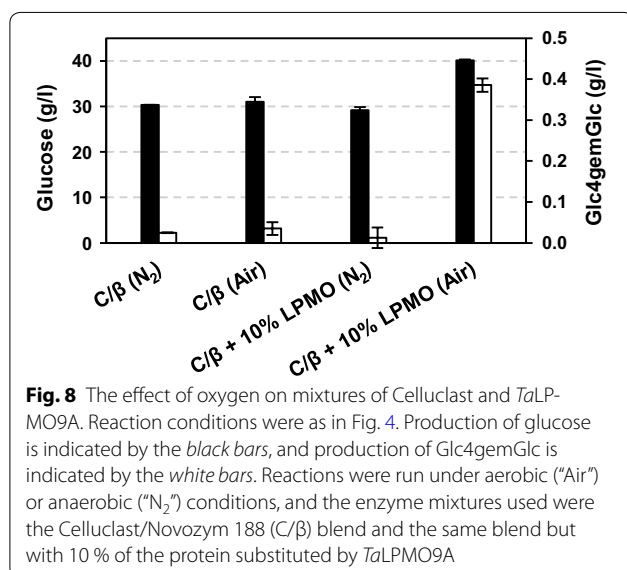 Glucose (g/l)
40
30
20
10
0
0.5
0.4
0.3
0.2
0.1
0.0
Glc4gemGlc (g/l)
C/β (N₂)
C/β (Air)
C/β + 10% LPMO (N₂)
C/β + 10% LPMO (Air)
Fig. 8 The effect of oxygen on mixtures of Celluclast and TaLP-
MO9A. Reaction conditions were as in Fig. 4. Production of glucose
is indicated by the black bars, and production of Glc4gemGlc is
indicated by the white bars. Reactions were run under aerobic (“Air”)
or anaerobic (“N₂”) conditions, and the enzyme mixtures used were
the Celluclast/Novozym 188 (C/β) blend and the same blend but
with 10 % of the protein substituted by TaLPMO9A